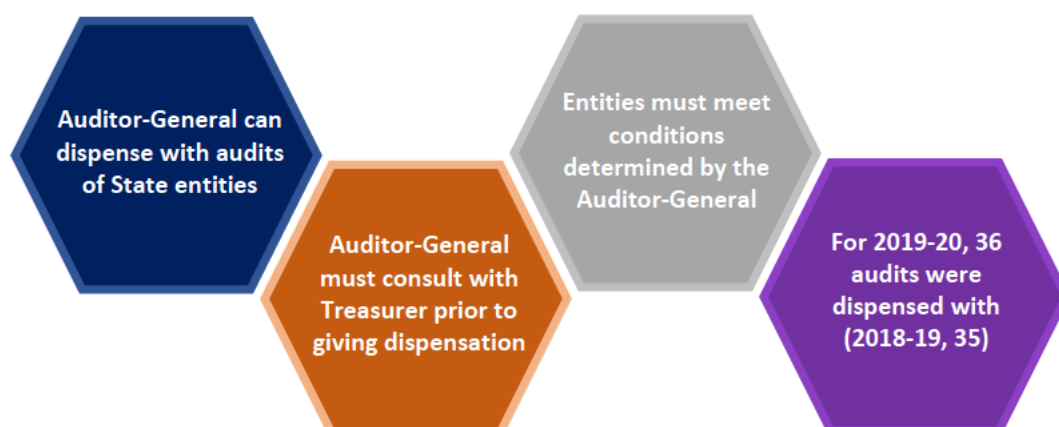 Auditor-General can
dispense with audits
of State entities
Auditor-General
must consult with
Treasurer prior to
giving dispensation
Entities must meet
conditions
determined by the
Auditor-General
For 2019-20, 36
audits were
dispensed with
(2018-19, 35)